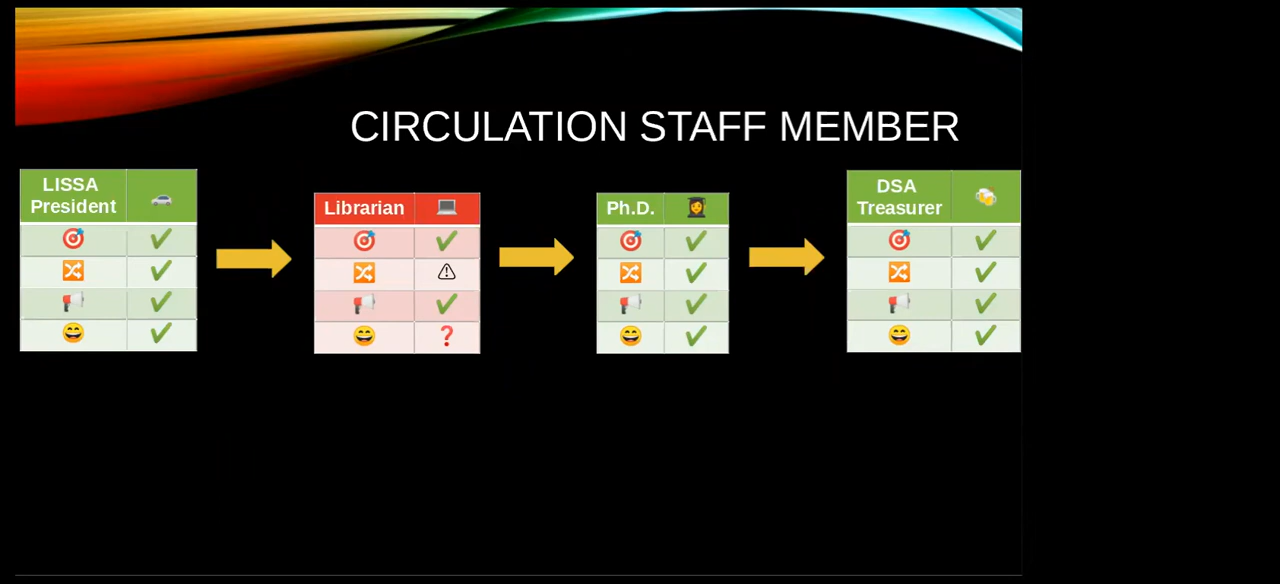 CIRCULATION STAFF MEMBER
LISSA
President
Librarian
Ph.D.
DSA
Treasurer